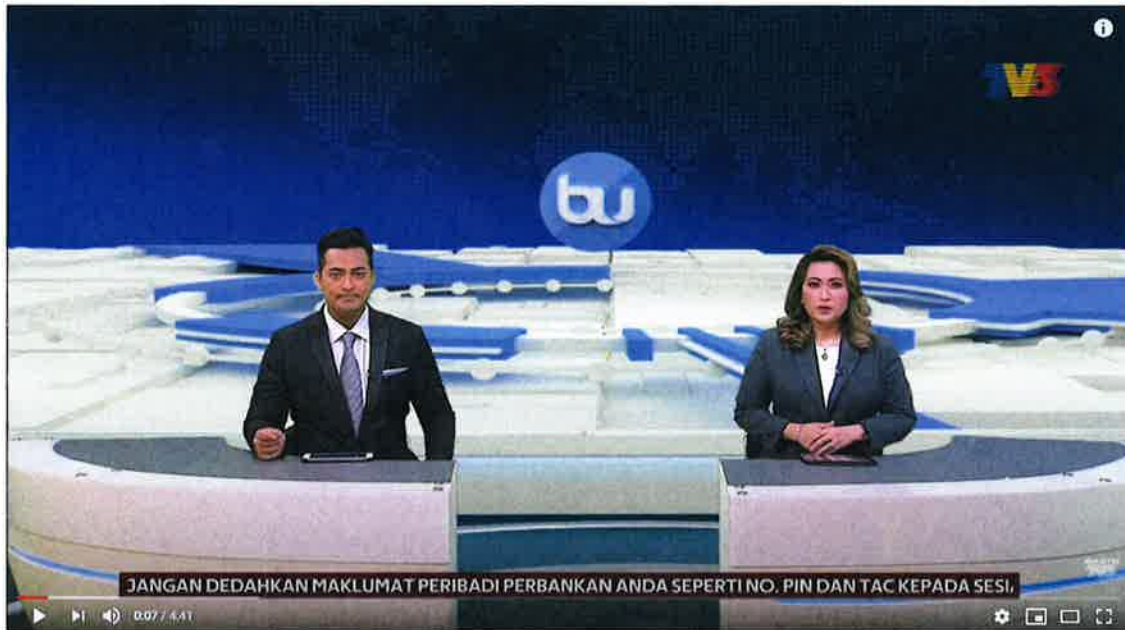 TV3
bu
JANGAN DEDAHKAN MAKLUMAT PERIBADI PERBANKAN ANDA SEPERTI NO. PIN DAN TAC KEPADA SESI.
0:07 / 4:41